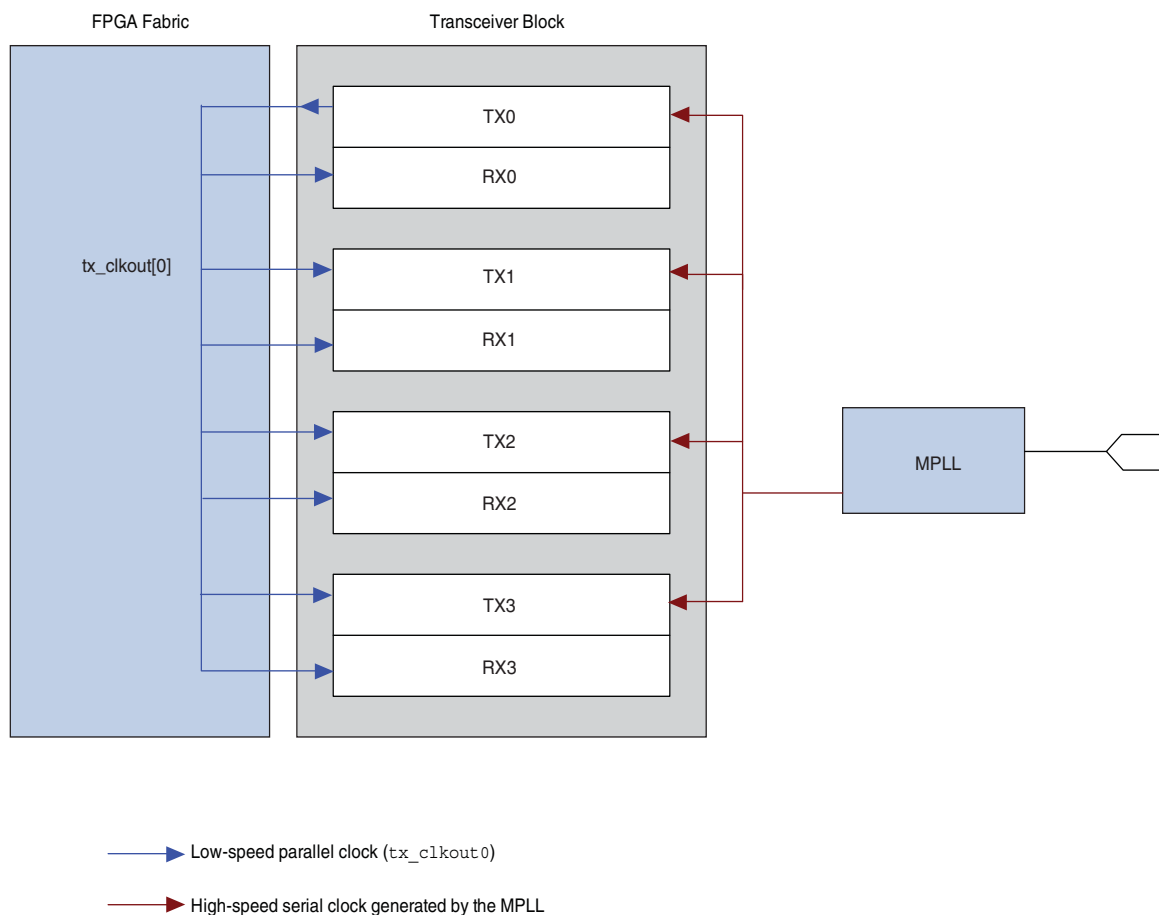 FPGA Fabric
Transceiver Block
TX0
RX0
tx_clkout[0]
TX1
RX1
TX2
RX2
MPLL
TX3
RX3
Low-speed parallel clock (tx_clkout0)
High-speed serial clock generated by the MPLL